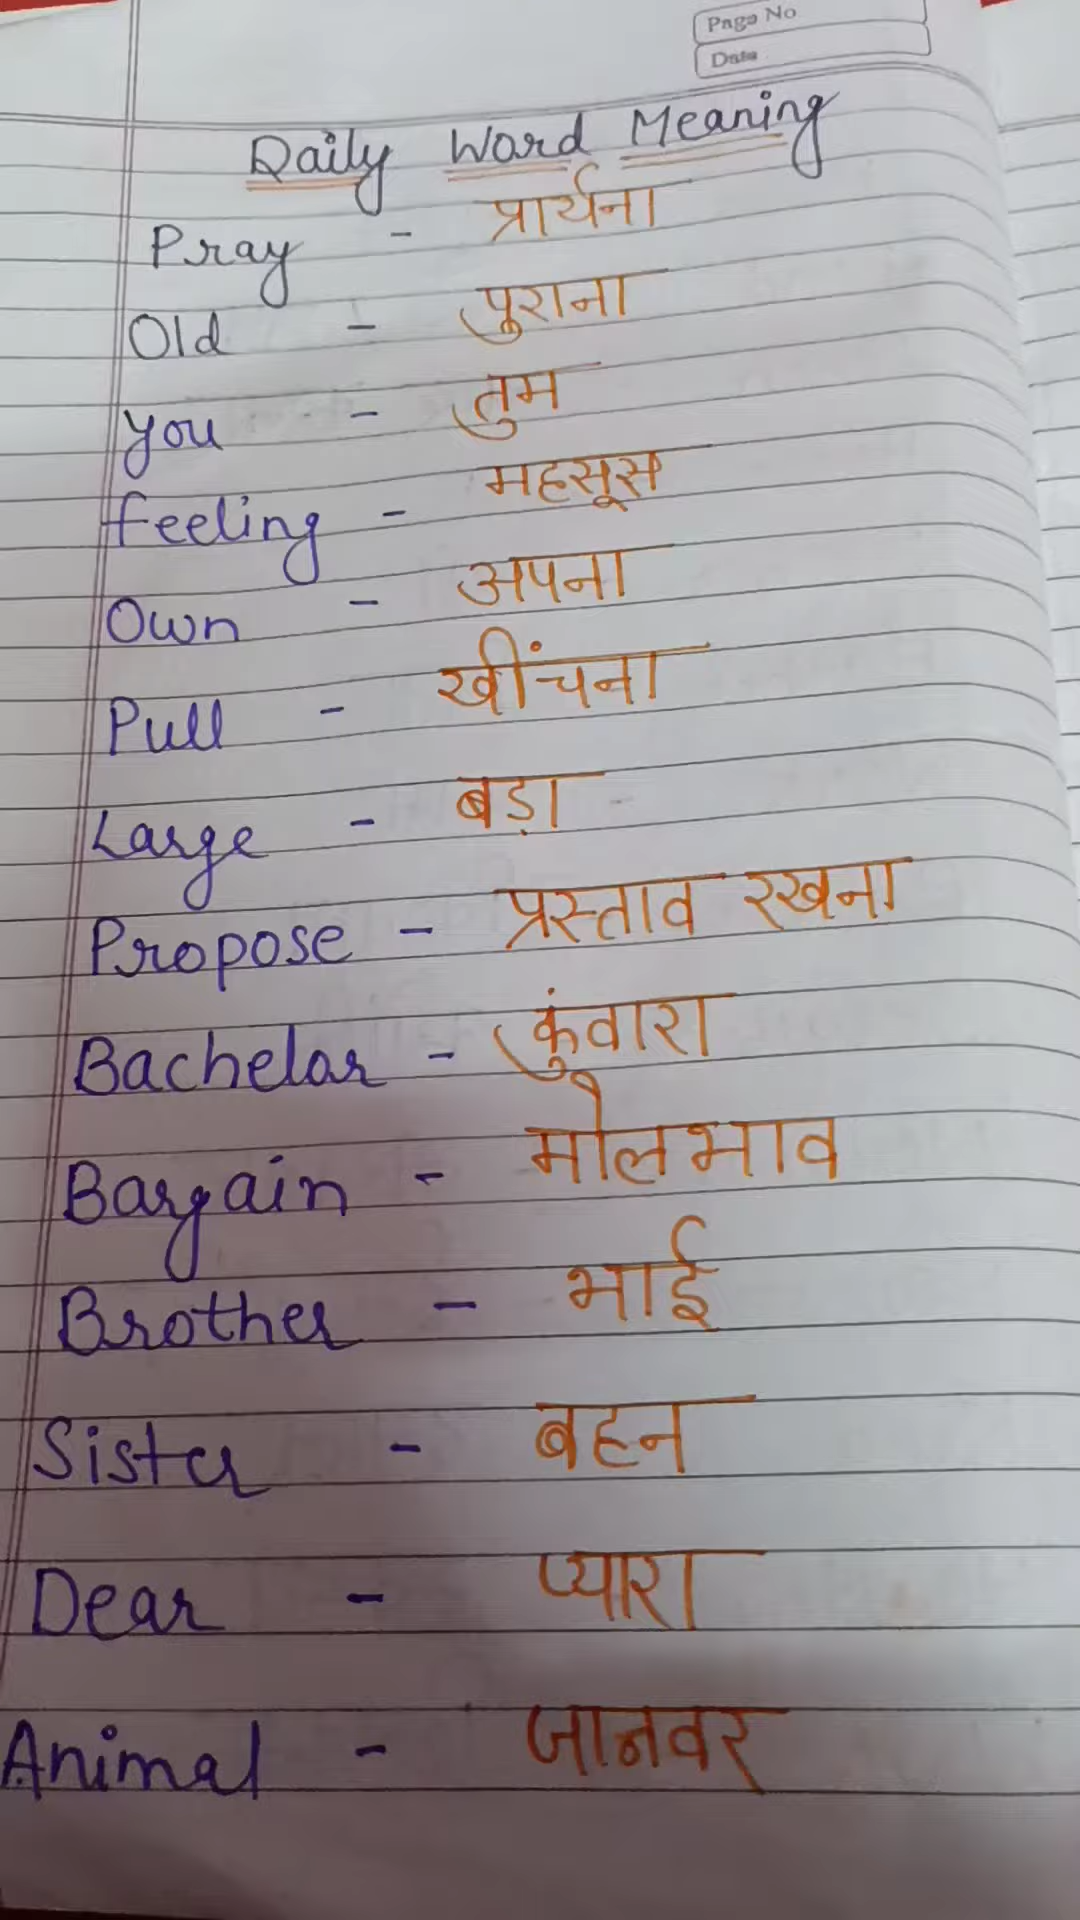 Page No
Date
Daily Word Meaning
Pray - प्रार्थना
Old - पुराना
You - तुम
feeling - महसूस
Own - अपना
Pull - खींचना
Large - बड़ा
Propose - प्रस्ताव रखना
Bachelar - कुंवारा
Bargain - मोलभाव
Brother - भाई
Sister - बहन
Dear - प्यारा
Animal - जानवर